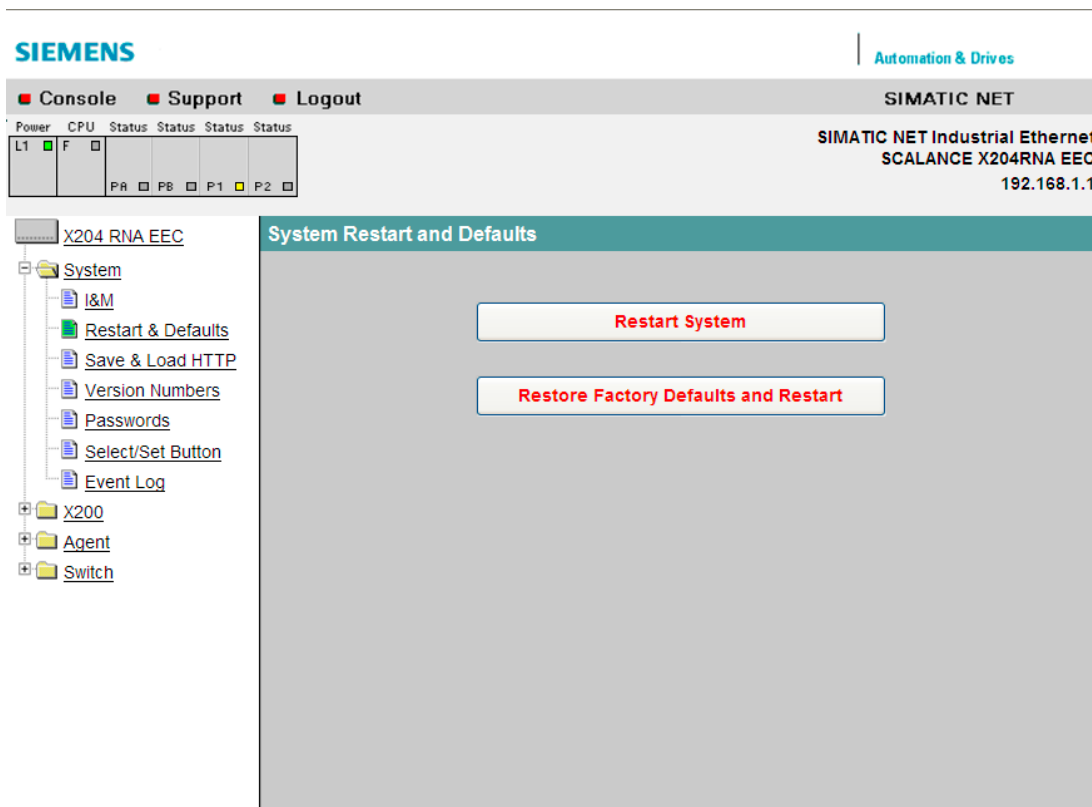 SIEMENS
Automation & Drives
Console Support Logout SIMATIC NET
Power CPU Status Status Status Status
L1 F
PA PB P1 P2
SIMATIC NET Industrial Ethernet
SCALANCE X204RNA EEC
192.168.1.1
X204 RNA EEC
System Restart and Defaults
System
I&M
Restart & Defaults
Save & Load HTTP
Version Numbers
Passwords
Select/Set Button
Event Log
X200
Agent
Switch
Restart System
Restore Factory Defaults and Restart